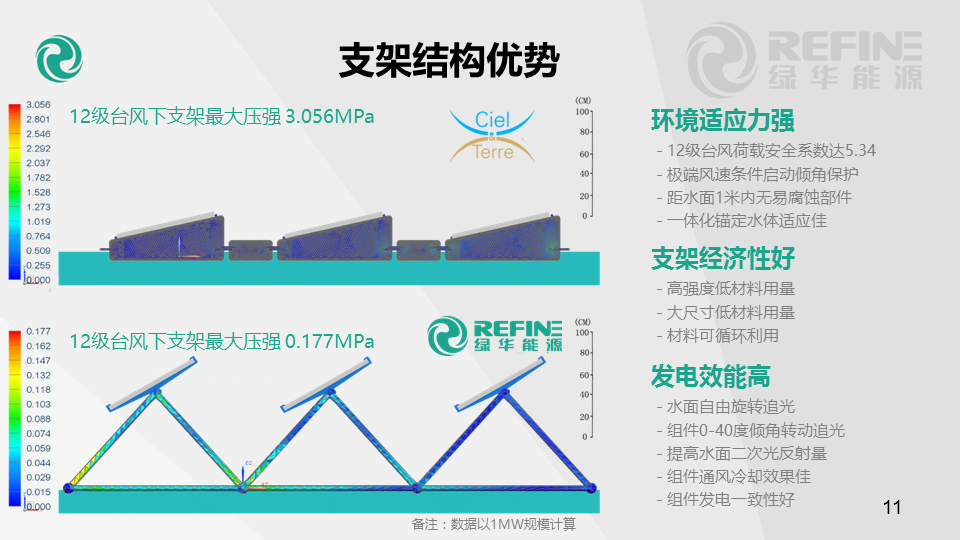 支架结构优势
REFINE
绿华能源
12级台风下支架最大压强 3.056MPa
3.056
2.801
2.546
2.292
2.037
1.782
1.528
1.273
1.019
0.764
0.509
0.255
0.000
Ciel
et
Terre
(CM)
100
80
60
40
20
0
12级台风下支架最大压强 0.177MPa
0.177
0.162
0.147
0.132
0.118
0.103
0.088
0.074
0.059
0.044
0.029
0.015
0.000
REFINE
绿华能源
(CM)
100
80
60
40
20
0
ZC
备注：数据以1MW规模计算
环境适应力强
- 12级台风荷载安全系数达5.34
- 极端风速条件启动倾角保护
- 距水面1米内无易腐蚀部件
- 一体化锚定水体适应佳
支架经济性好
- 高强度低材料用量
- 大尺寸低材料用量
- 材料可循环利用
发电效能高
- 水面自由旋转追光
- 组件0-40度倾角转动追光
- 提高水面二次光反射量
- 组件通风冷却效果佳
- 组件发电一致性好
11